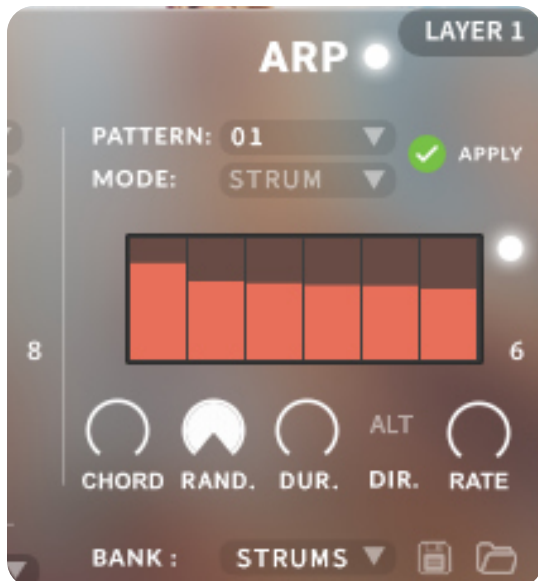 LAYER 1
ARP
PATTERN: 01
APPLY
MODE: STRUM
8
6
ALT
CHORD RAND. DUR. DIR. RATE
BANK : STRUMS